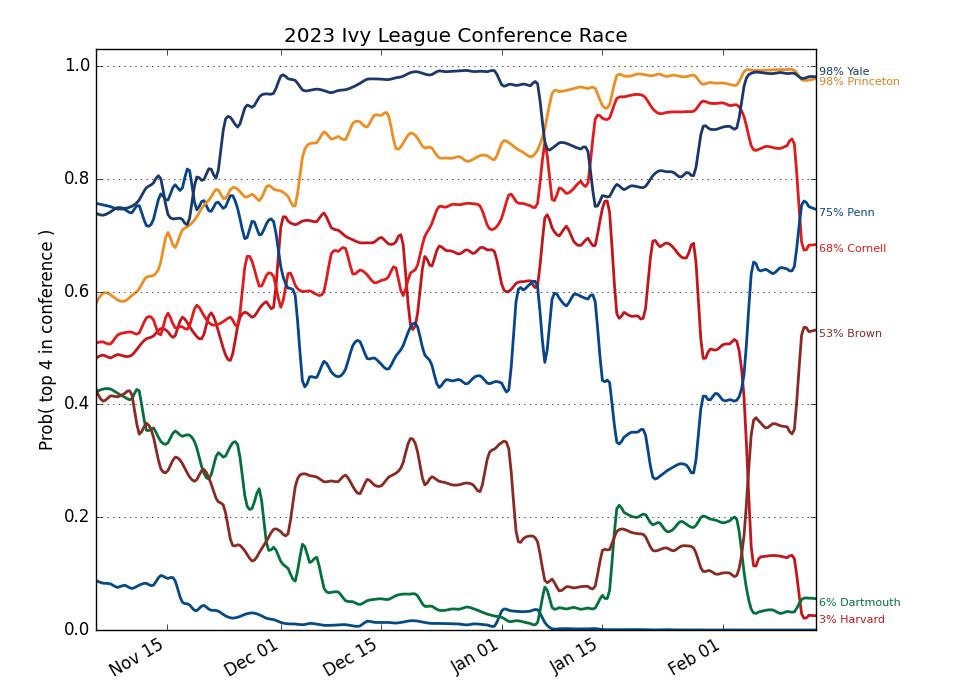 2023 Ivy League Conference Race
Prob( top 4 in conference )
1.0
0.8
0.6
0.4
0.2
0.0
Nov 15
Dec 01
Dec 15
Jan 01
Jan 15
Feb 01
98% Yale
98% Princeton
75% Penn
68% Cornell
53% Brown
6% Dartmouth
3% Harvard